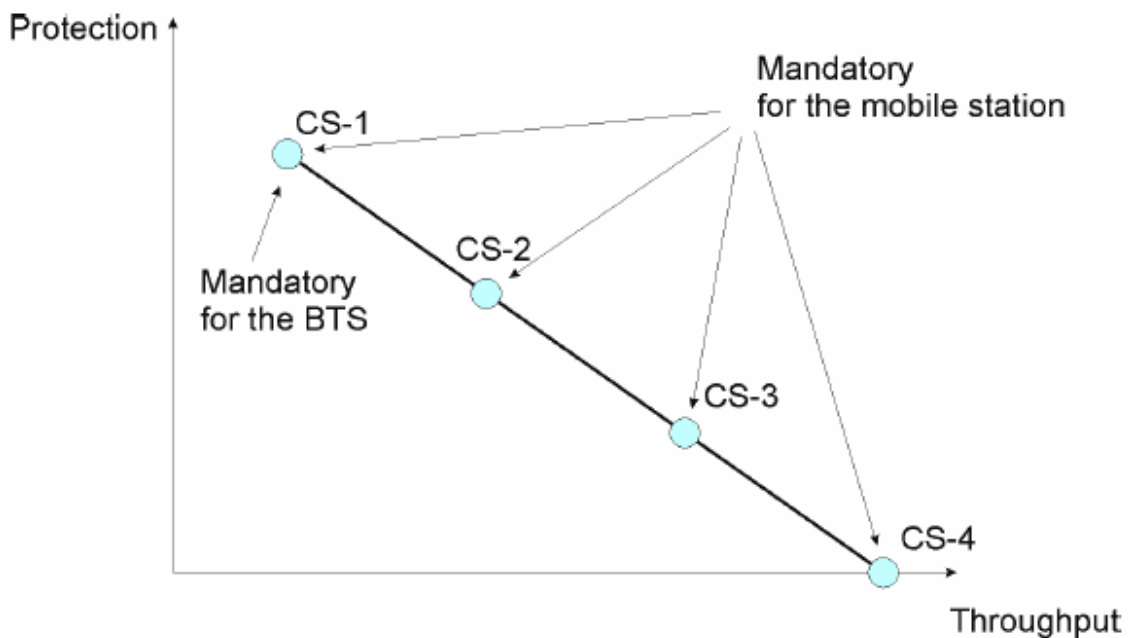 Protection
Mandatory
for the mobile station
CS-1
CS-2
Mandatory
for the BTS
CS-3
CS-4
Throughput